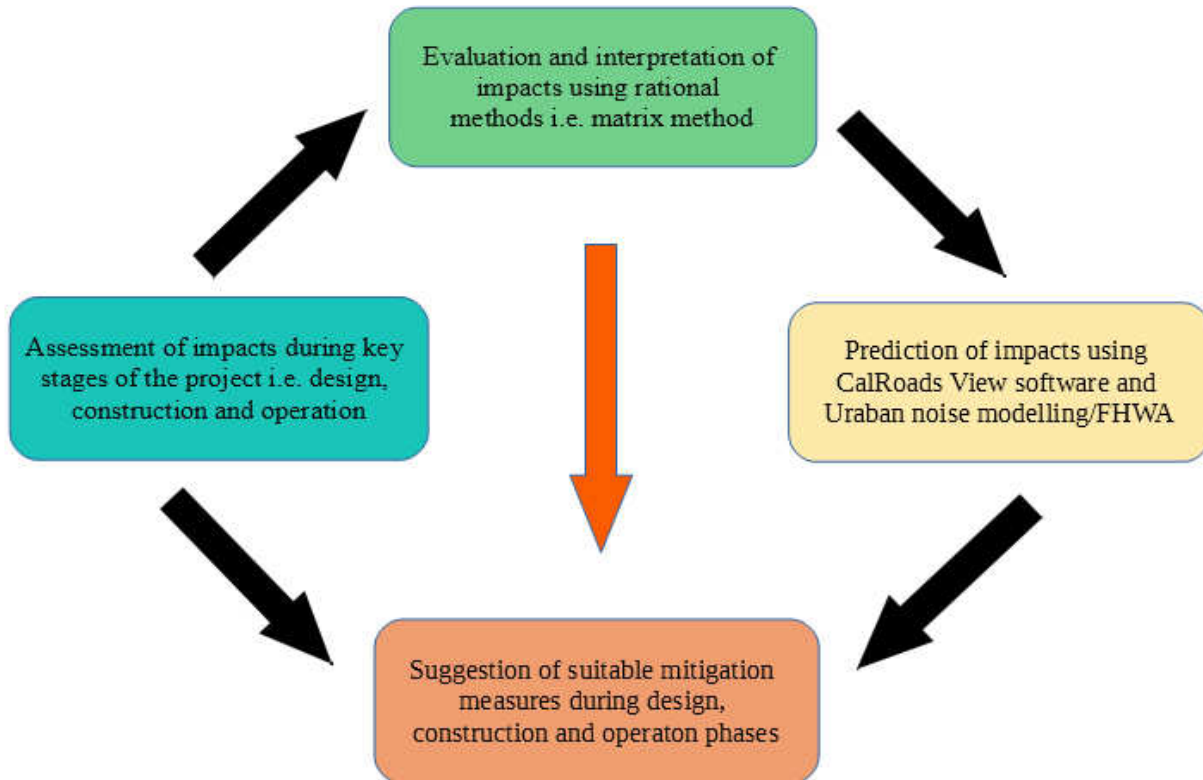 Evaluation and interpretation of
impacts using rational
methods i.e. matrix method
Assessment of impacts during key
stages of the project i.e. design,
construction and operation
Prediction of impacts using
CalRoads View software and
Uraban noise modelling/FHWA
Suggestion of suitable mitigation
measures during design,
construction and operaton phases